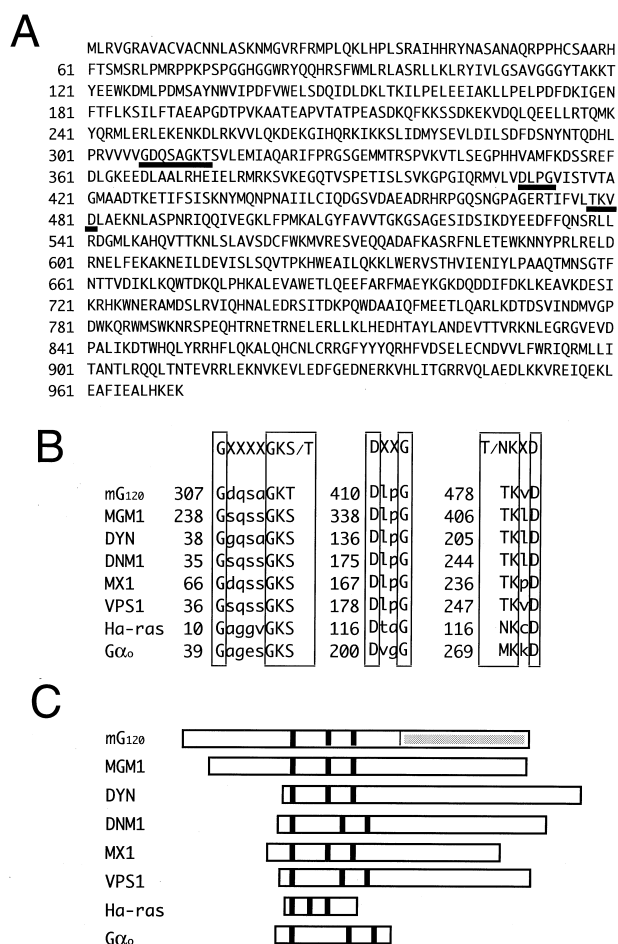 A
MLRVGRAVACVACNNLASKNMGVRFRMPLQKLHPLSRAIHHRYNASANAQRPPHCSAARH
61 FTSMSRLPMRPPKPSPGGHGGWRYQQHRSFWMLRLASRLLKLRYIVLGSAVGGGYTAKKT
121 YEEWKDMLPDMSAYNWVIPDFVWELSDQIDLDKLTKILPELEEIAKLLPELPDFDKIGEN
181 FTFLKSILFTAEAPGDTPVKAATEAPVTATPEASDKQFKKSSDKEKVDQLQEELLRTQMK
241 YQRMLERLEKENKDLRKVVLQKDEKGIHQRKIKKSLIDMYSEVLDILSDFDSNYNTQDHL
301 PRVVVVGDQSAGKTSVLEMIAQARIFPRGSGEMMTRSPVKVTLSEGPHHVAMFKDSSREF
361 DLGKEEDLAALRHEIELRMRKSVKEGQTVSPETISLSVKGPGIQRMVLVDLPGVISTVTA
421 GMAADTKETIFSISKNYMQNPNAIILCIQDGSVDAEADRHRPGQSNGPAGERTIFVLTKV
481 DLAEKNLASPNRIQQIVEGKLFPMKALGYFAVVTGKGSAGESIDSIKDYEEDFFQNSRLL
541 RDGMLKAHQVTTKNLSLAVSDCFWKMVRESVEQQADAFKASRFNLETEWKNNYPRLRELD
601 RNELFEKAKNEILDEVISLSQVTPKHWEAILQKKLWERVSTHVIENIYLPAAQTMNSGTF
661 NTTVDIKLKQWTDKQLPHKALEVAWETLQEEFARFMAEYKGKDQDDIFDKLKEAVKDESI
721 KRHKWNERAMDSLRVIQHNALEDRSITDKPQWDAAIQFMEETLQARLKDTDSVINDMVGP
781 DWKQRWMSWKNRSPEQHTRNETRNELERLLKLHEDHTAYLANDEVTTVRKNLEGRGVEVD
841 PALIKDTWHQLYRRHFLQKALQHCNLCRRGFYYYQRHFVDSELECNDVVLFWRIQRMLLI
901 TANTLRQQLTNTEVRRLEKNVKEVLEDFGEDNERKVHLITGRRVQLAEDLKKVREIQEKL
961 EAFIEALHKEK
B
GXXXXGKS/T DXXG T/NKXD
mG120 307 GdqsaGKT 410 DlpG 478 TKvD
MGM1 238 GsqssGKS 338 DlpG 406 TKlD
DYN 38 GgqsaGKS 136 DlpG 205 TKlD
DNM1 35 GsqssGKS 175 DlpG 244 TKlD
MX1 66 GdqssGKS 167 DlpG 236 TKpD
VPS1 36 GsqssGKS 178 DlpG 247 TKvD
Ha-ras 10 GaggvGKS 116 DtaG 116 NKcD
Gαo 39 GagesGKS 200 DvgG 269 MKkD
C
mG120
MGM1
DYN
DNM1
MX1
VPS1
Ha-ras
Gαo